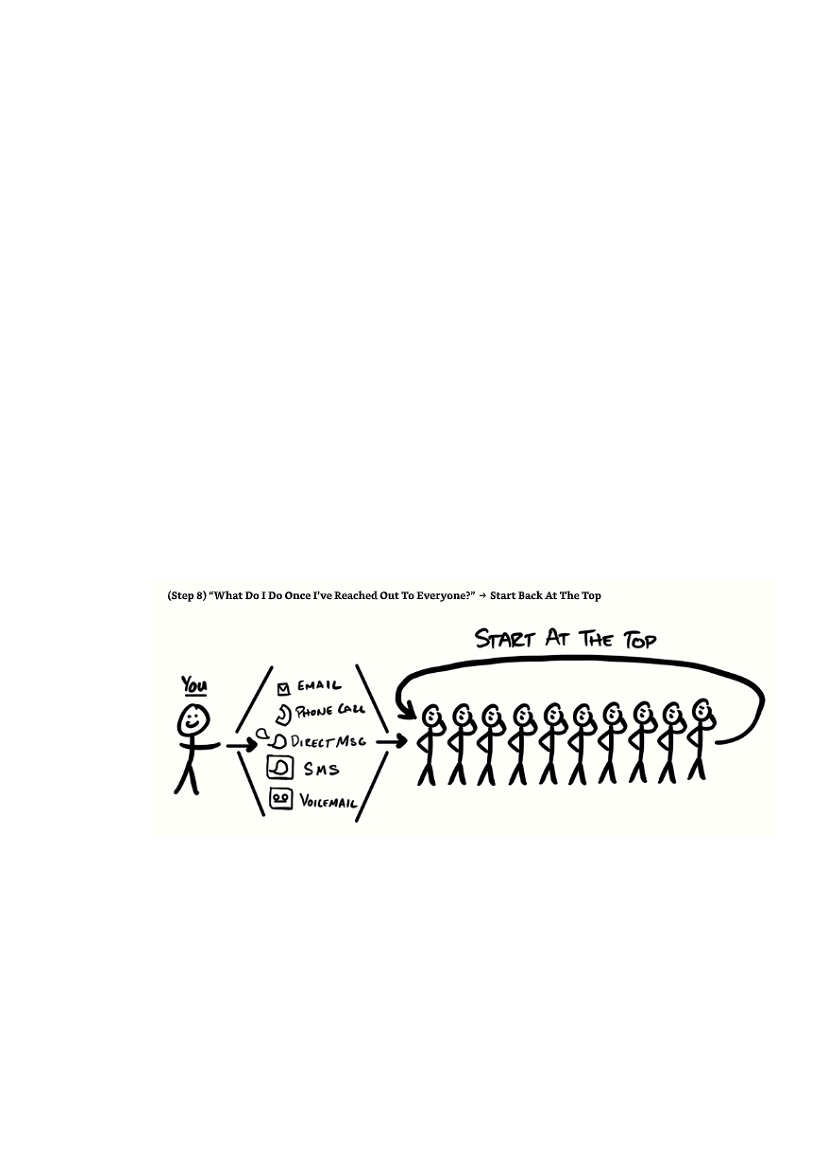 (Step 8) “What Do I Do Once I’ve Reached Out To Everyone?” → Start Back At The Top
START AT THE TOP
YOU
EMAIL
PHONE CALL
DIRECT MSG
SMS
VOICEMAIL